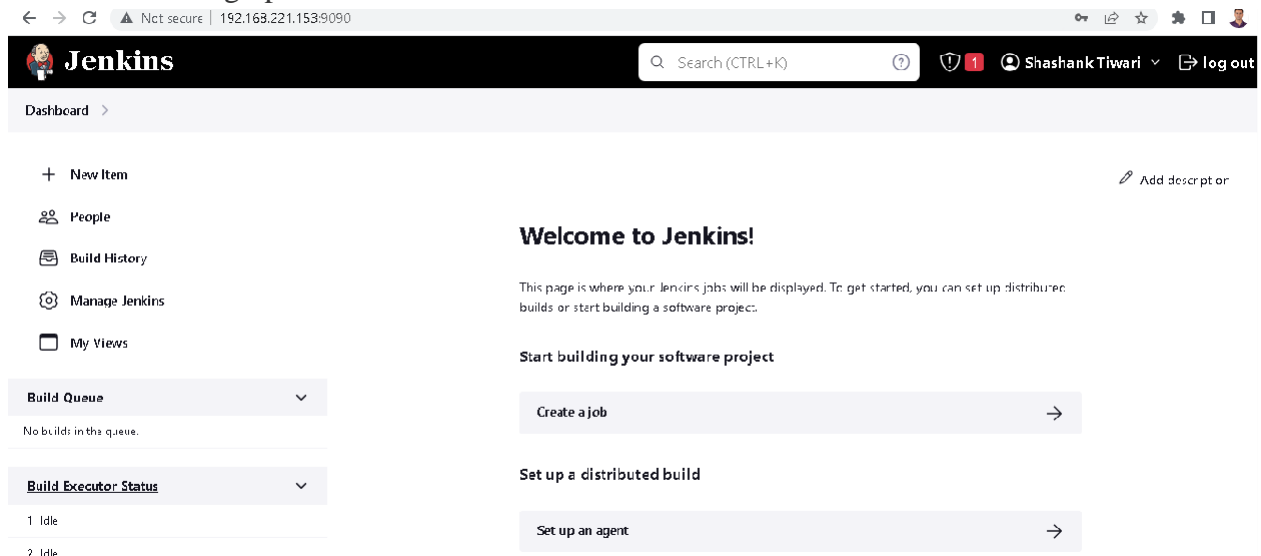 Not secure | 192.168.221.153:9090
Jenkins
Search (CTRL+K)
1
Shashank Tiwari
log out
Dashboard
New Item
Add description
People
Welcome to Jenkins!
Build History
Manage Jenkins
This page is where your Jenkins jobs will be displayed. To get started, you can set up distributed
builds or start building a software project.
My Views
Start building your software project
Build Queue
Create a job
No builds in the queue.
Set up a distributed build
Build Executor Status
1 Idle
Set up an agent
2 Idle